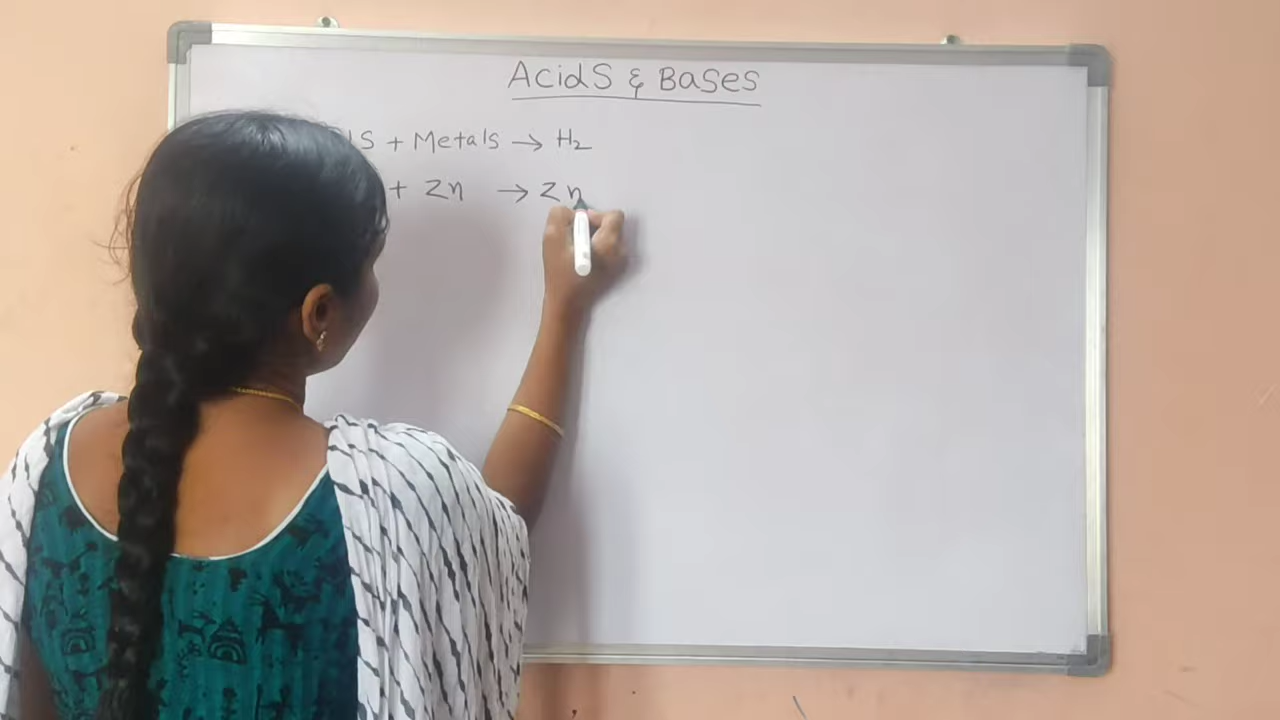 Acids & Bases
+ Metals → H₂
+ Zn → Zn